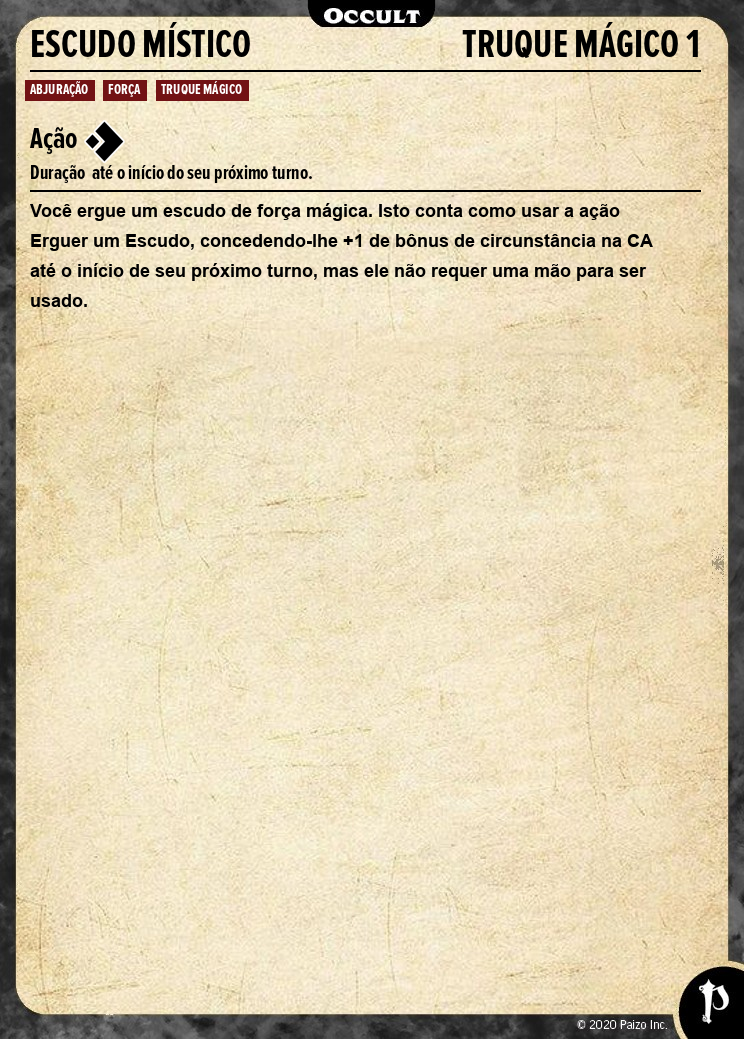 OCCULT
ESCUDO MÍSTICO TRUQUE MÁGICO 1
ABJURAÇÃO FORÇA TRUQUE MÁGICO
Ação
Duração até o início do seu próximo turno.
Você ergue um escudo de força mágica. Isto conta como usar a ação
Erguer um Escudo, concedendo-lhe +1 de bônus de circunstância na CA
até o início de seu próximo turno, mas ele não requer uma mão para ser
usado.
© 2020 Paizo Inc.
P